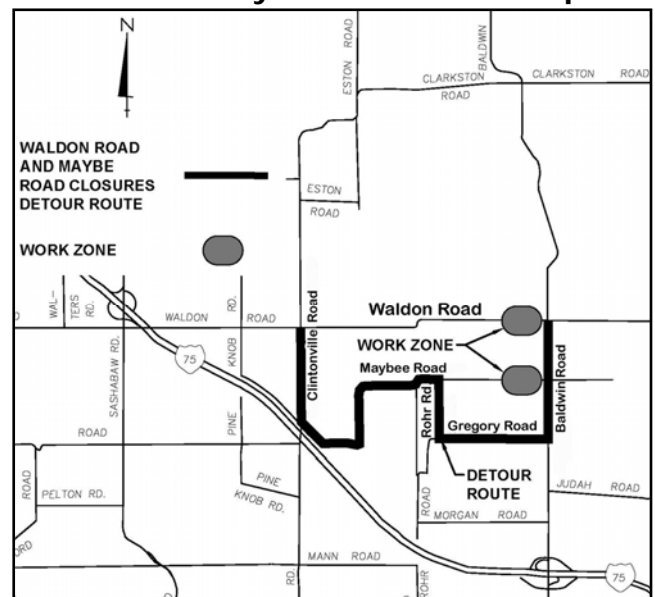 N
ESTON ROAD
BALDWIN
CLARKSTON
ROAD
CLARKSTON ROAD
WALDON ROAD
AND MAYBE
ROAD CLOSURES
DETOUR ROUTE
ESTON
ROAD
WORK ZONE
WAL-
TERS
RD.
WALDON
RD.
ROAD
Clintonville Road
Waldon Road
WORK ZONE
Maybee Road
75
SASHABAW RD.
PINE KNOB
Rohr Rd
Gregory Road
Baldwin Road
ROAD
DETOUR
ROUTE
ROAD
PELTON RD.
PINE
KNOB RD.
JUDAH ROAD
ROAD
MORGAN ROAD
ORD
MANN ROAD
RD.
ROHR
75